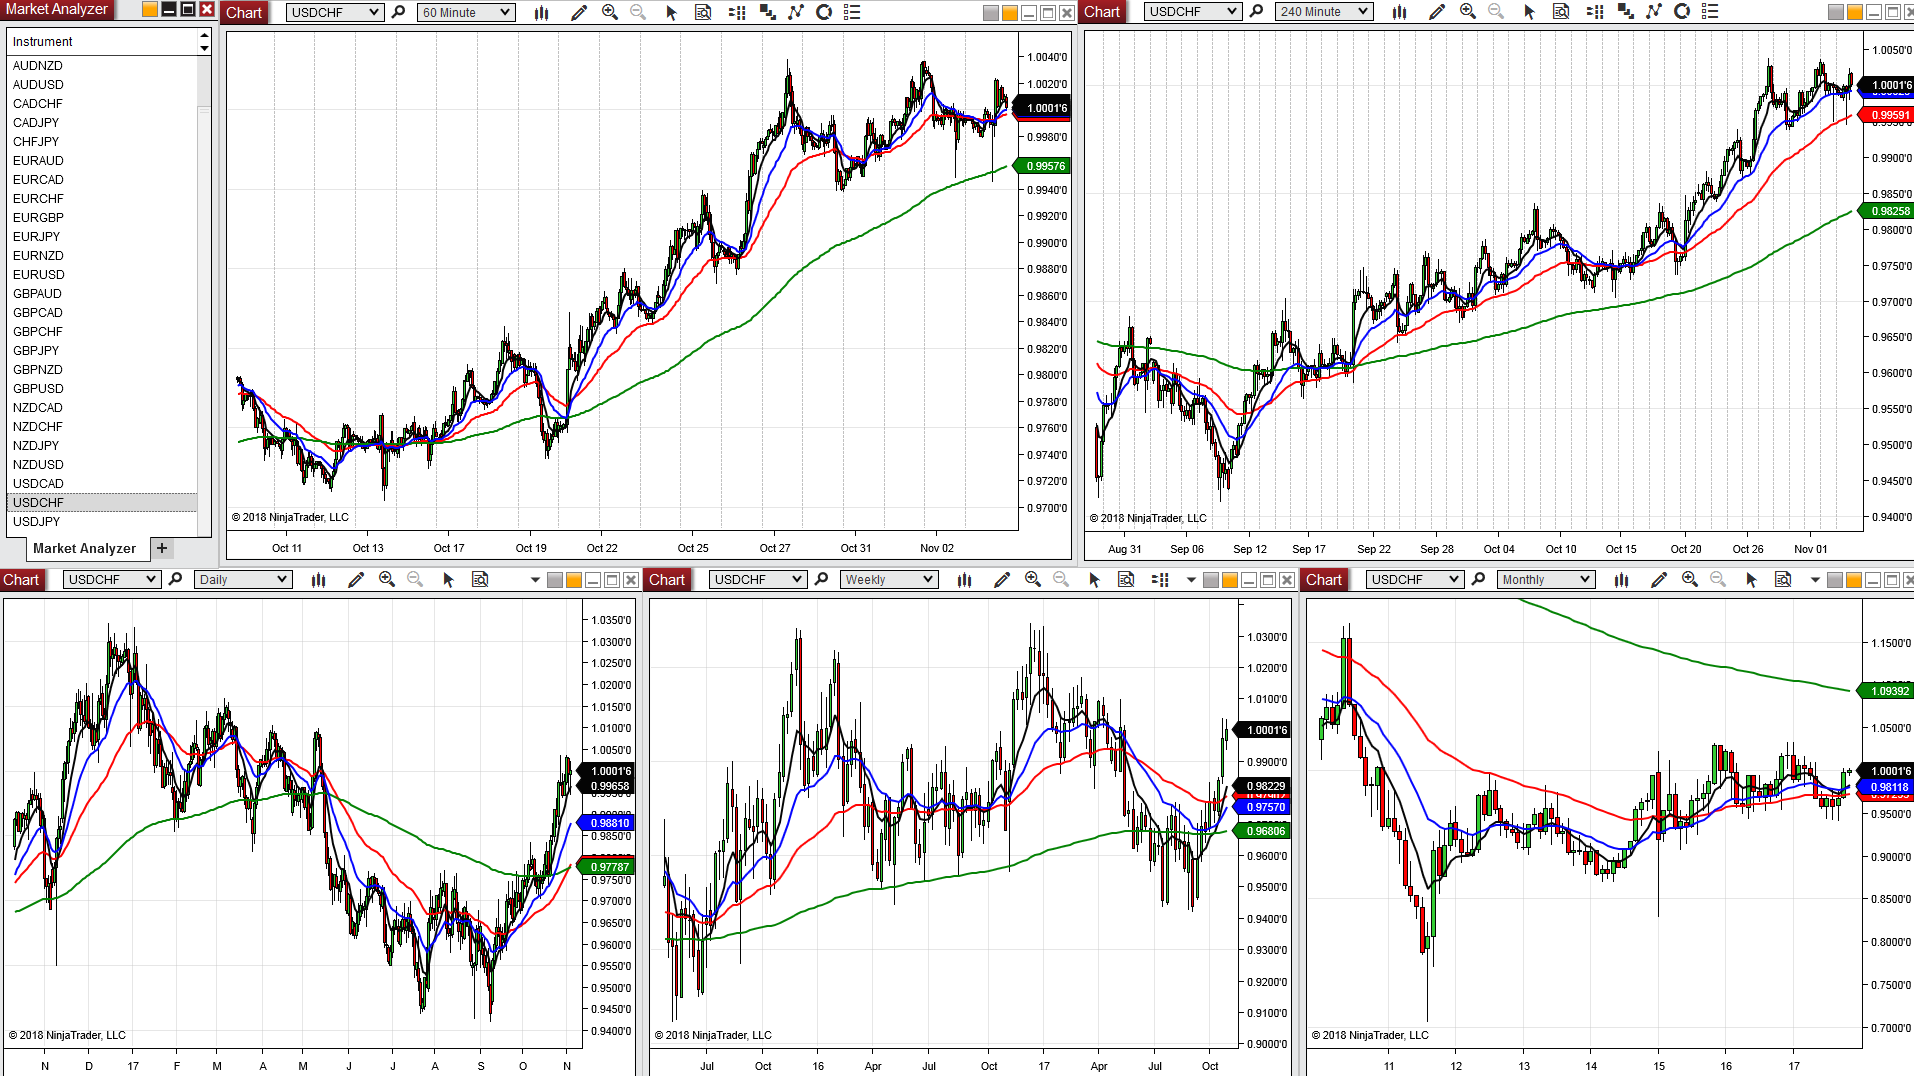 Market Analyzer
Instrument
AUDNZD
AUDUSD
CADCHF
CADJPY
CHFJPY
EURAUD
EURCAD
EURCHF
EURGBP
EURJPY
EURNZD
EURUSD
GBPAUD
GBPCAD
GBPCHF
GBPJPY
GBPNZD
GBPUSD
NZDCAD
NZDCHF
NZDJPY
NZDUSD
USDCAD
USDCHF
USDJPY
Market Analyzer +
Chart USDCHF 60 Minute
1.0040'0
1.0020'0
1.0001'6
0.9980'0
0.99576
0.9940'0
0.9920'0
0.9900'0
0.9880'0
0.9860'0
0.9840'0
0.9820'0
0.9800'0
0.9780'0
0.9760'0
0.9740'0
0.9720'0
0.9700'0
© 2018 NinjaTrader, LLC
Oct 11 Oct 13 Oct 17 Oct 19 Oct 22 Oct 25 Oct 27 Oct 31 Nov 02
Chart USDCHF 240 Minute
1.0050'0
1.0001'6
0.99591
0.9900'0
0.9850'0
0.98258
0.9800'0
0.9750'0
0.9700'0
0.9650'0
0.9600'0
0.9550'0
0.9500'0
0.9450'0
0.9400'0
© 2018 NinjaTrader, LLC
Aug 31 Sep 06 Sep 12 Sep 17 Sep 22 Sep 28 Oct 04 Oct 10 Oct 15 Oct 20 Oct 26 Nov 01
Chart USDCHF Daily
1.0350'0
1.0300'0
1.0250'0
1.0200'0
1.0150'0
1.0100'0
1.0050'0
1.0001'6
0.99658
0.98810
0.9850'0
0.97787
0.9750'0
0.9700'0
0.9650'0
0.9600'0
0.9550'0
0.9500'0
0.9450'0
0.9400'0
© 2018 NinjaTrader, LLC
N D 17 F M A M J J A S O N
Chart USDCHF Weekly
1.0300'0
1.0200'0
1.0100'0
1.0001'6
0.9900'0
0.98229
0.97570
0.96806
0.9600'0
0.9500'0
0.9400'0
0.9300'0
0.9200'0
0.9100'0
0.9000'0
© 2018 NinjaTrader, LLC
Jul Oct 16 Apr Jul Oct 17 Apr Jul Oct
Chart USDCHF Monthly
1.1500'0
1.09392
1.0500'0
1.0001'6
0.98118
0.9500'0
0.9000'0
0.8500'0
0.8000'0
0.7500'0
0.7000'0
© 2018 NinjaTrader, LLC
11 12 13 14 15 16 17